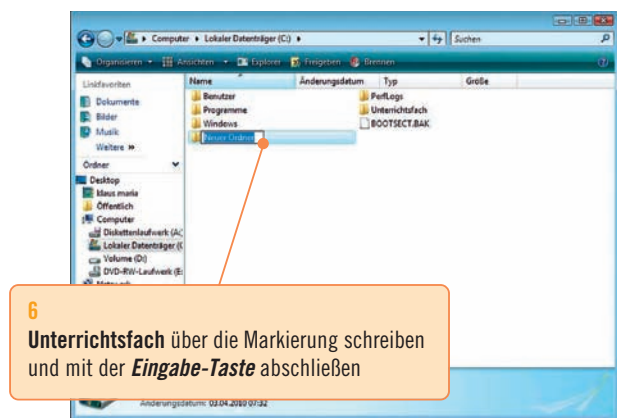 Computer ▸ Lokaler Datenträger (C:) ▸
Suchen
Organisieren Ansichten Explorer Freigeben Brennen
Linkfavoriten
Dokumente
Bilder
Musik
Weitere »
Ordner
Desktop
klaus maria
Öffentlich
Computer
Diskettenlaufwerk (A:
Lokaler Datenträger (C
Volume (D:)
DVD-RW-Laufwerk (E:
Name Änderungsdatum Typ Größe
Benutzer PerfLogs
Programme Unterrichtsfach
Windows BOOTSECT.BAK
Neuer Ordner
6
Unterrichtsfach über die Markierung schreiben
und mit der Eingabe-Taste abschließen
Änderungsdatum: 03.04.2010 07:32